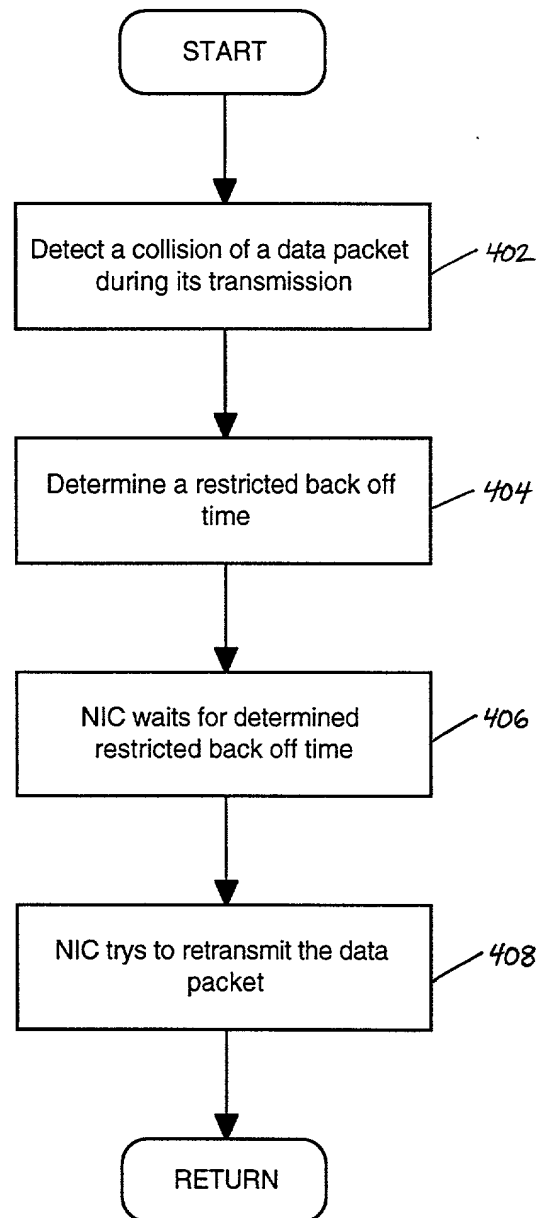 START
Detect a collision of a data packet
during its transmission
402
Determine a restricted back off
time
404
NIC waits for determined
restricted back off time
406
NIC trys to retransmit the data
packet
408
RETURN